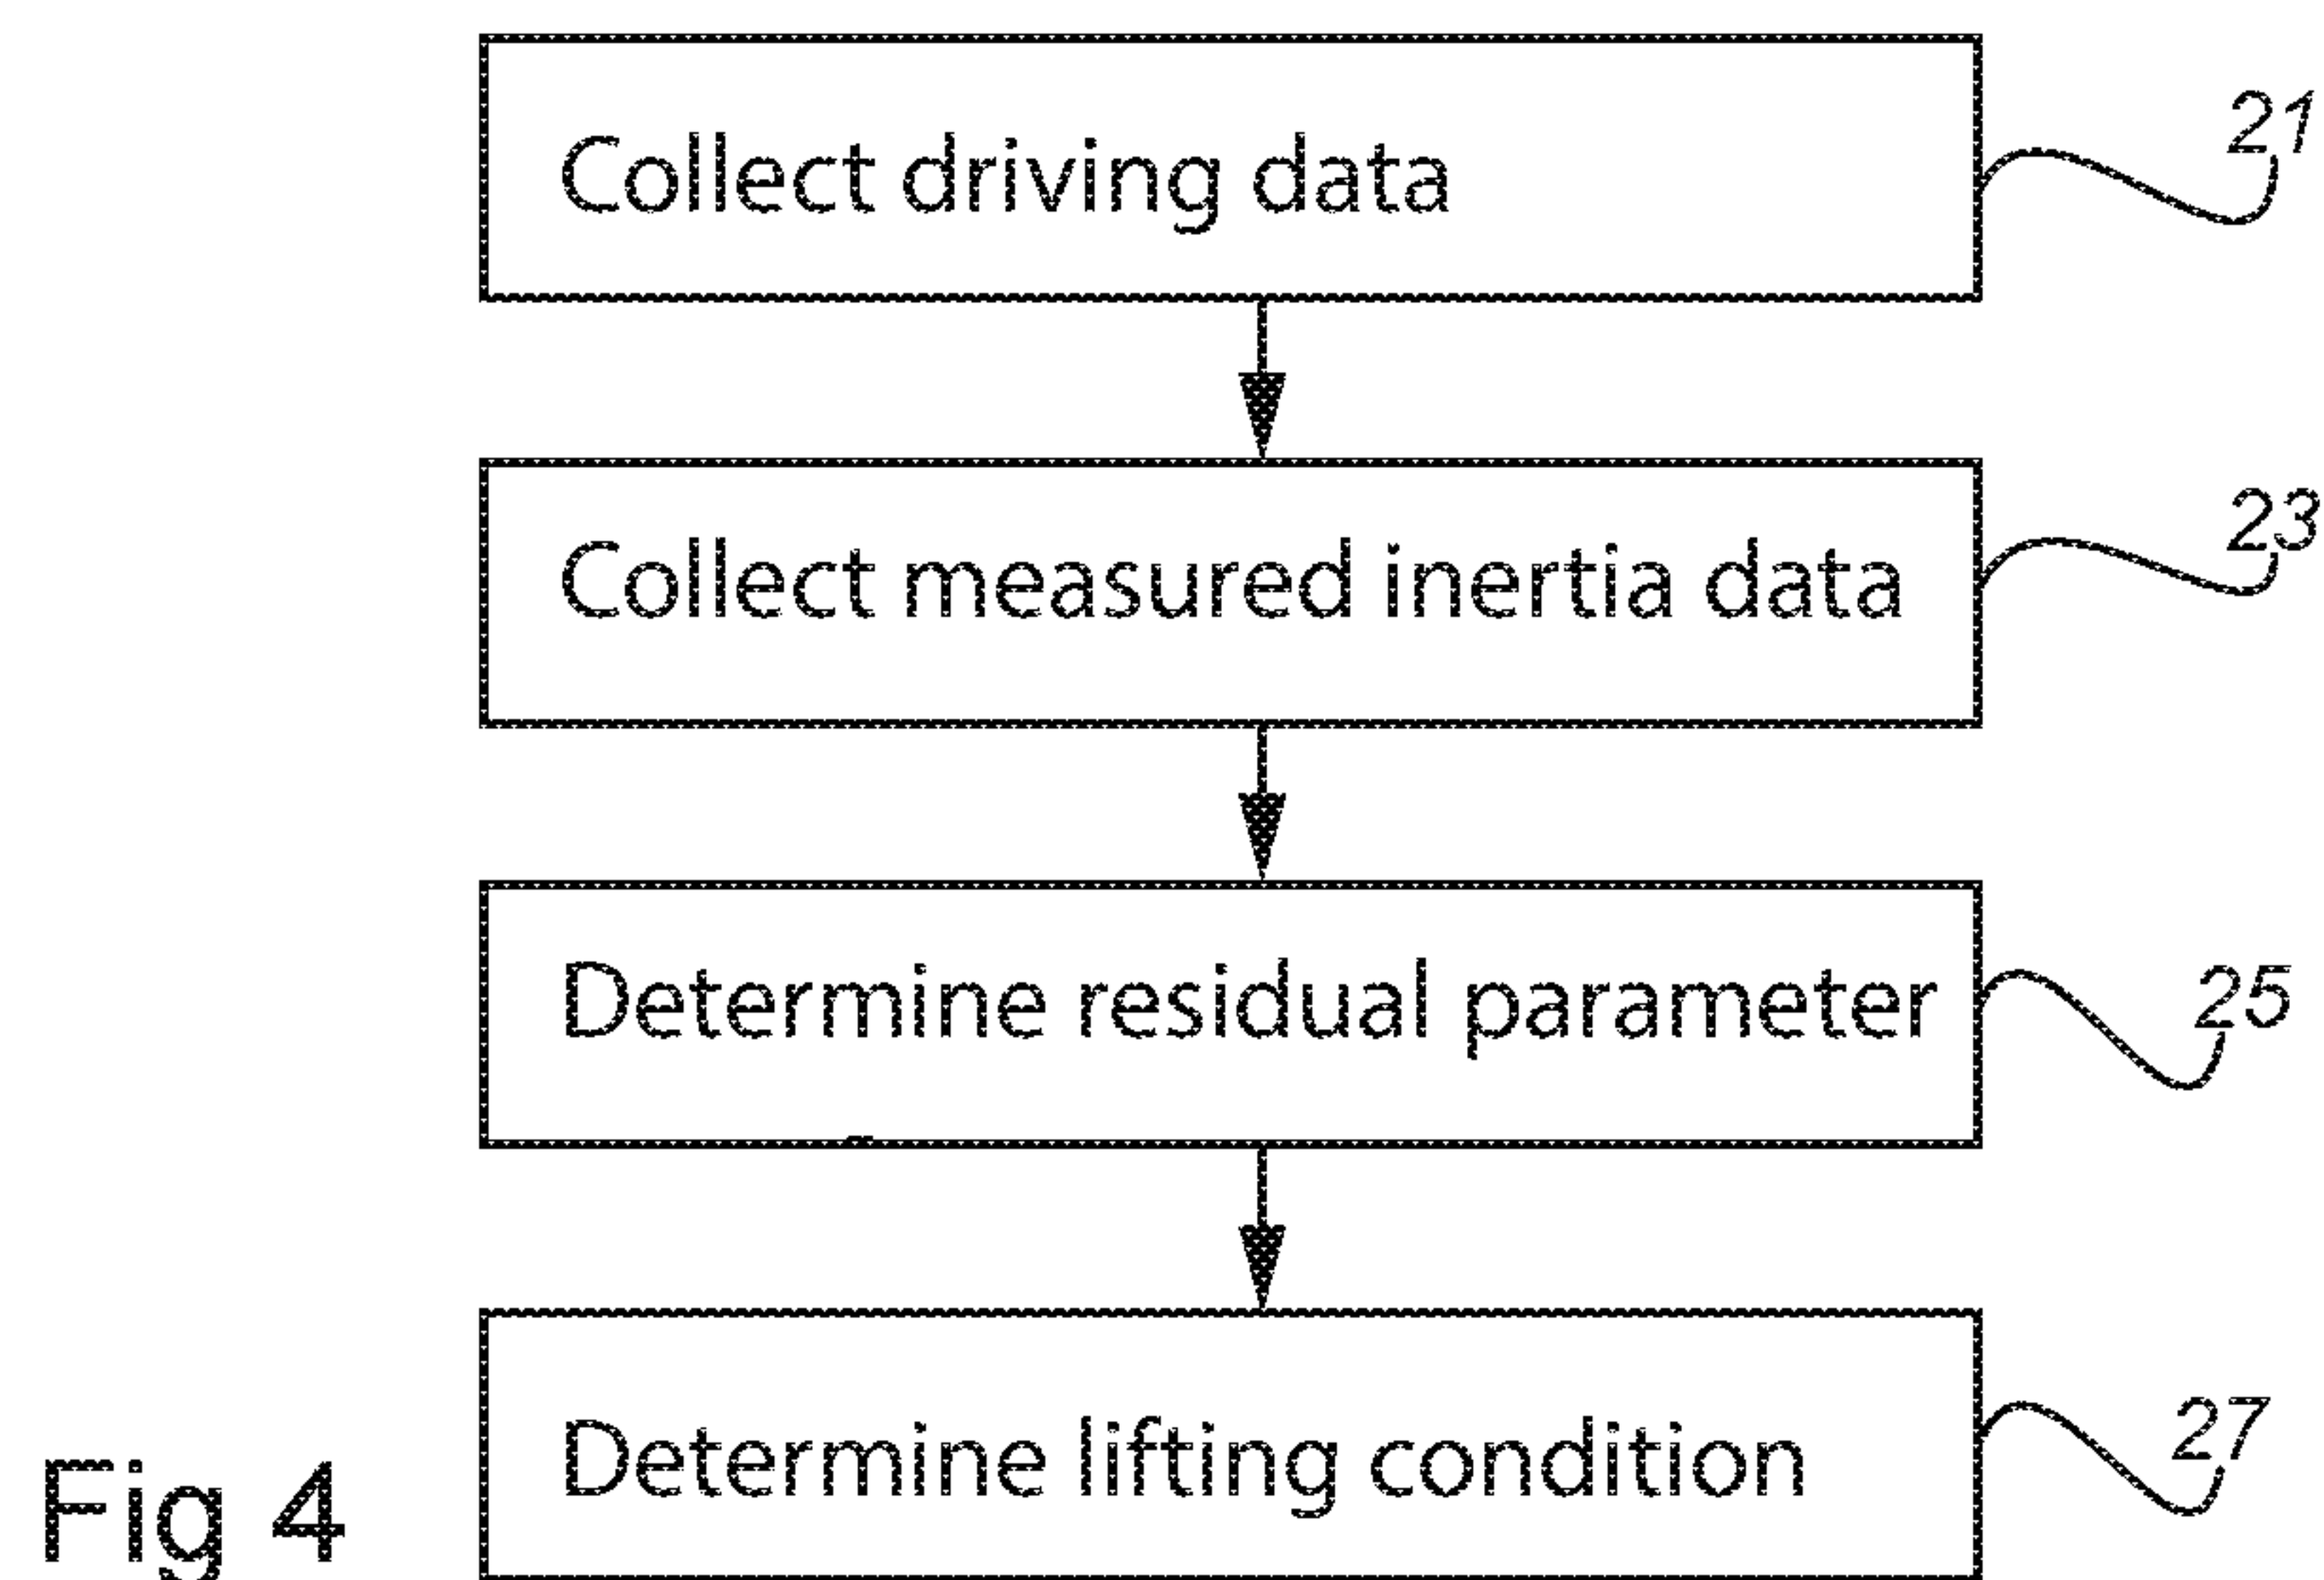 Collect driving data
21
Collect measured inertia data
23
Determine residual parameter
25
Determine lifting condition
27
Fig 4